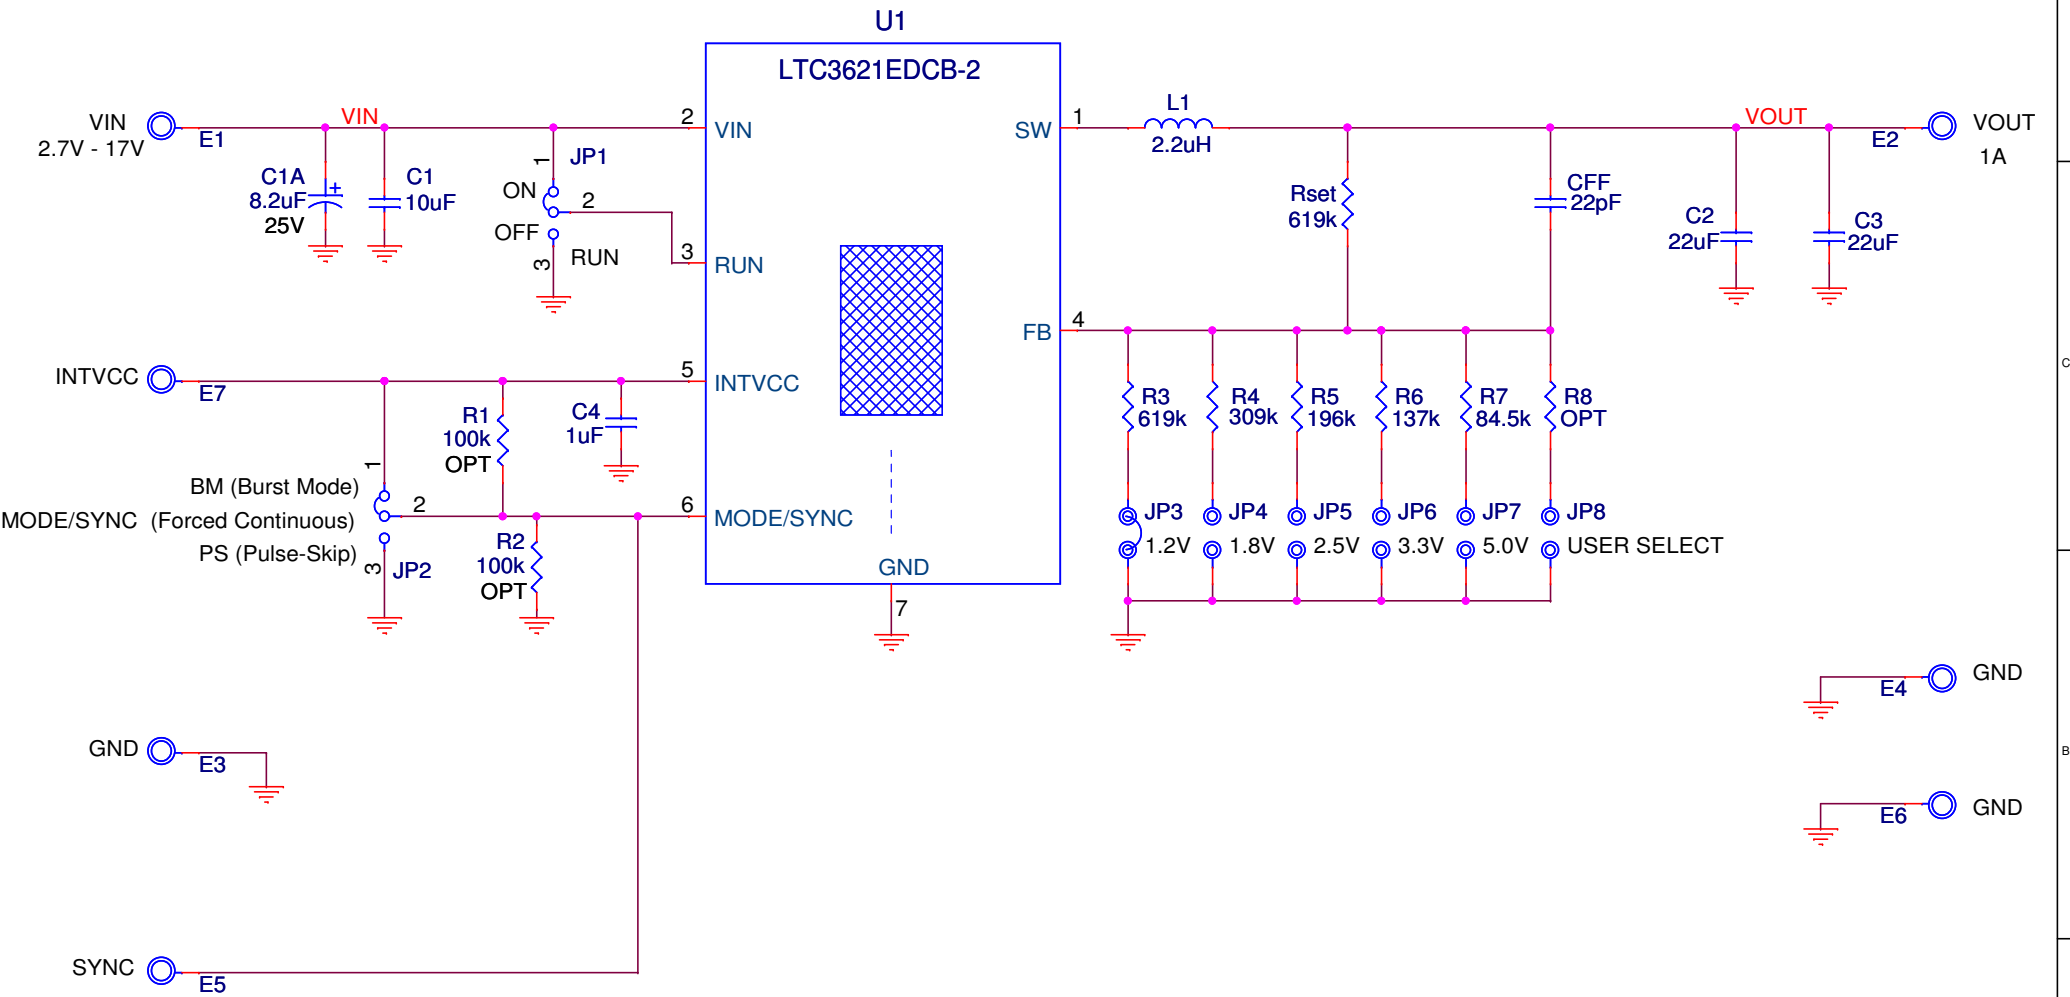 U1
LTC3621EDCB-2
VIN
2.7V - 17V
E1
VIN
2
VIN
C1A
8.2uF
25V
+
C1
10uF
JP1
1
ON
2
OFF
3
RUN
3
RUN
SW
1
L1
2.2uH
VOUT
E2
VOUT
1A
Rset
619k
CFF
22pF
C2
22uF
C3
22uF
FB
4
INTVCC
E7
5
INTVCC
R1
100k
OPT
C4
1uF
1
BM (Burst Mode)
MODE/SYNC (Forced Continuous)
PS (Pulse-Skip)
2
3
JP2
R2
100k
OPT
6
MODE/SYNC
GND
7
R3
619k
R4
309k
R5
196k
R6
137k
R7
84.5k
R8
OPT
JP3
1.2V
JP4
1.8V
JP5
2.5V
JP6
3.3V
JP7
5.0V
JP8
USER SELECT
C
GND
E4
GND
E3
B
GND
E6
SYNC
E5